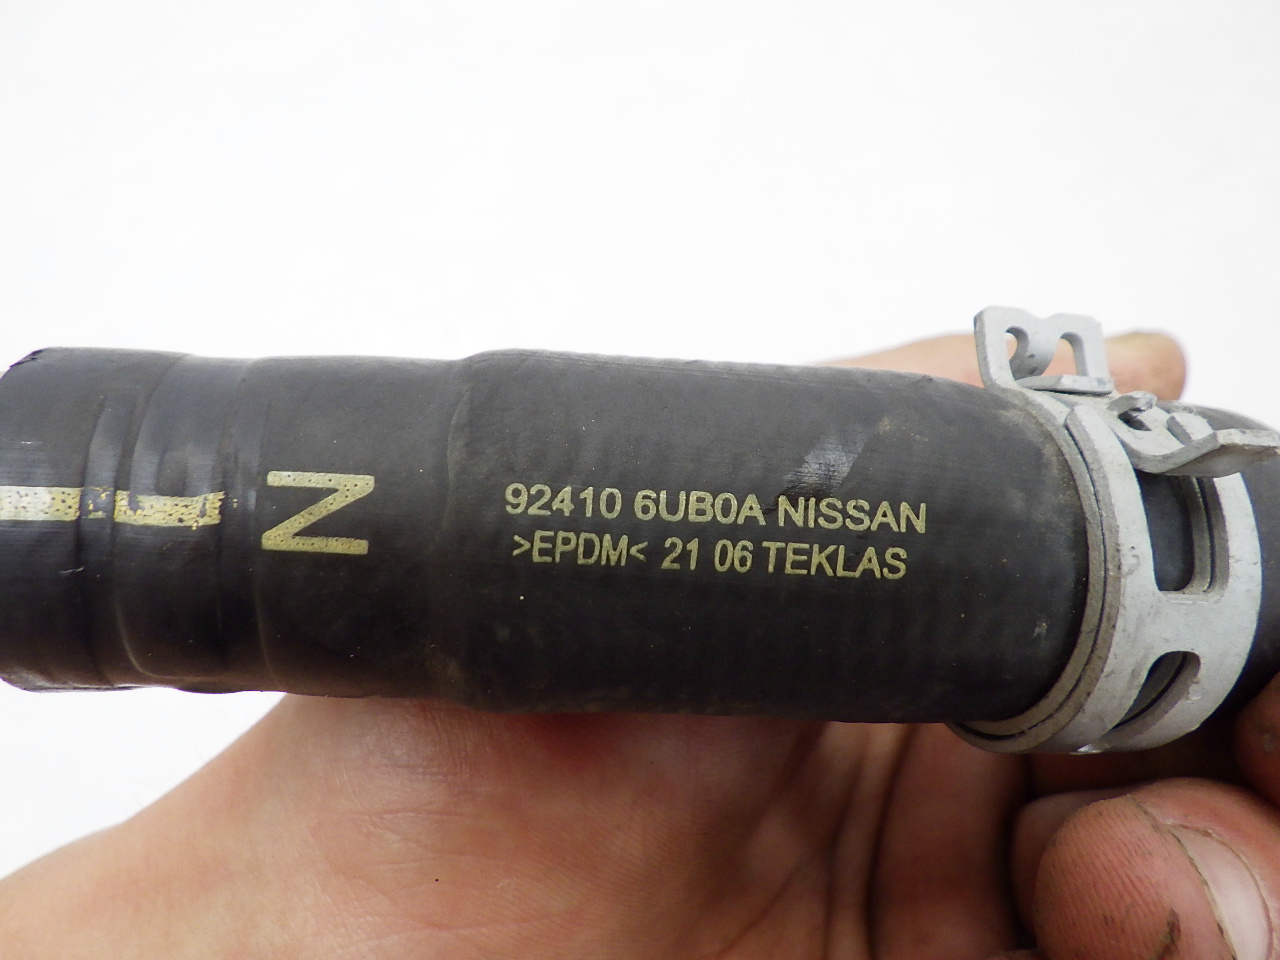 N
92410 6UB0A NISSAN
>EPDM< 21 06 TEKLAS